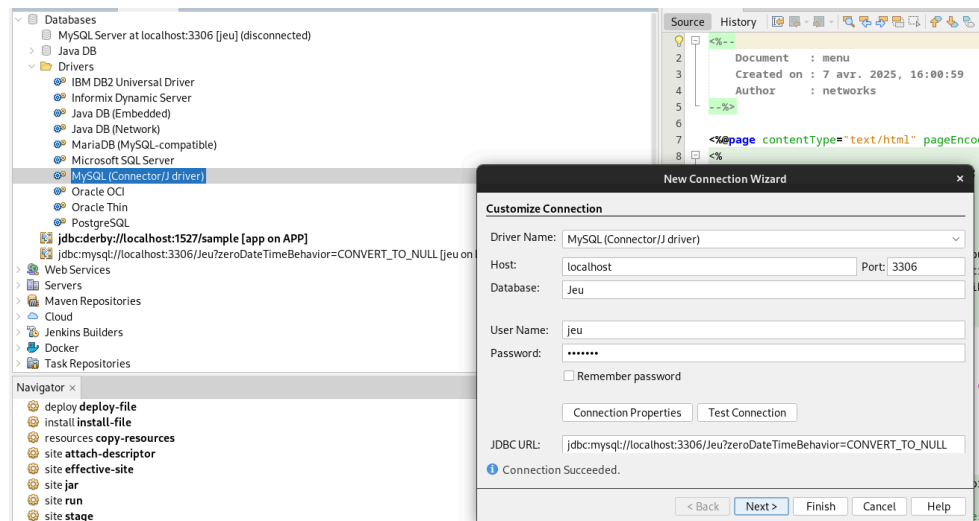 Databases
MySQL Server at localhost:3306 [jeu] (disconnected)
Java DB
Drivers
IBM DB2 Universal Driver
Informix Dynamic Server
Java DB (Embedded)
Java DB (Network)
MariaDB (MySQL-compatible)
Microsoft SQL Server
MySQL (Connector/J driver)
Oracle OCI
Oracle Thin
PostgreSQL
jdbc:derby://localhost:1527/sample [app on APP]
jdbc:mysql://localhost:3306/Jeu?zeroDateTimeBehavior=CONVERT_TO_NULL [jeu on
Web Services
Servers
Maven Repositories
Cloud
Jenkins Builders
Docker
Task Repositories
Navigator ×
deploy deploy-file
install install-file
resources copy-resources
site attach-descriptor
site effective-site
site jar
site run
site stage
Source History
<%--
2 Document : menu
3 Created on : 7 avr. 2025, 16:00:59
4 Author : networks
5 --%>
6
7 <%@page contentType="text/html" pageEnco
8 <%
New Connection Wizard ×
Customize Connection
Driver Name: MySQL (Connector/J driver)
Host: localhost Port: 3306
Database: Jeu
User Name: jeu
Password: •••••••
Remember password
Connection Properties Test Connection
JDBC URL: jdbc:mysql://localhost:3306/Jeu?zeroDateTimeBehavior=CONVERT_TO_NULL
Connection Succeeded.
< Back Next > Finish Cancel Help